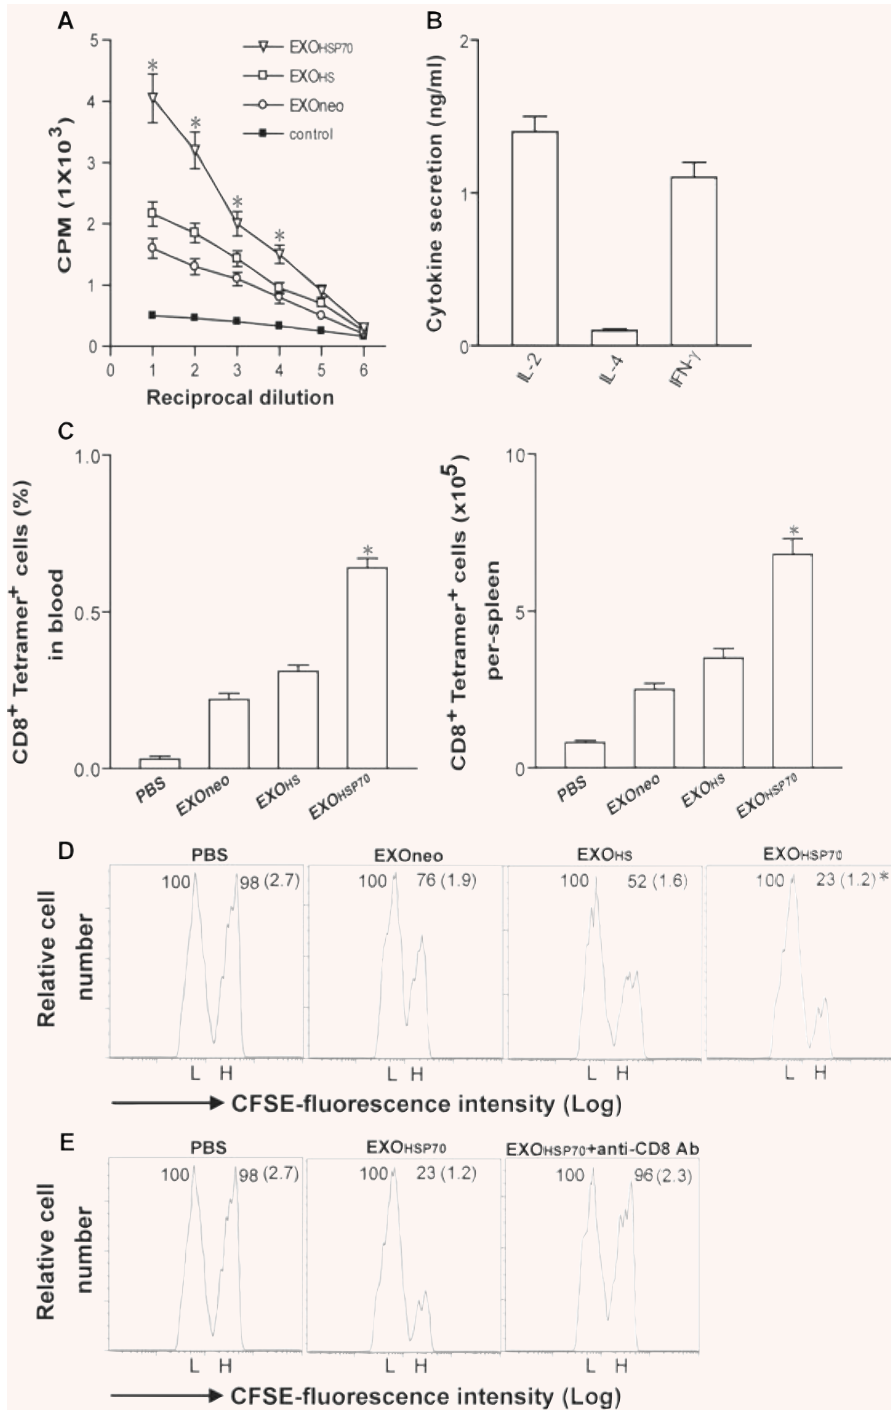 A
5
4
3
2
1
0
CPM (1X10³)
EXOHSP70
EXOHS
EXOneo
control
*
*
*
*
0 1 2 3 4 5 6
Reciprocal dilution
B
2
1
0
Cytokine secretion (ng/ml)
IL-2 IL-4 IFN-γ
C
1.0
0.5
0.0
CD8⁺ Tetramer⁺ cells (%)
in blood
*
PBS EXOneo EXOHS EXOHSP70
10
5
0
CD8⁺ Tetramer⁺ cells (x10⁵)
per-spleen
*
PBS EXOneo EXOHS EXOHSP70
D
PBS EXOneo EXOHS EXOHSP70
100 98 (2.7) 100 76 (1.9) 100 52 (1.6) 100 23 (1.2)*
Relative cell
number
L H L H L H L H
CFSE-fluorescence intensity (Log)
E
PBS EXOHSP70 EXOHSP70+anti-CD8 Ab
100 98 (2.7) 100 23 (1.2) 100 96 (2.3)
Relative cell
number
L H L H L H
CFSE-fluorescence intensity (Log)